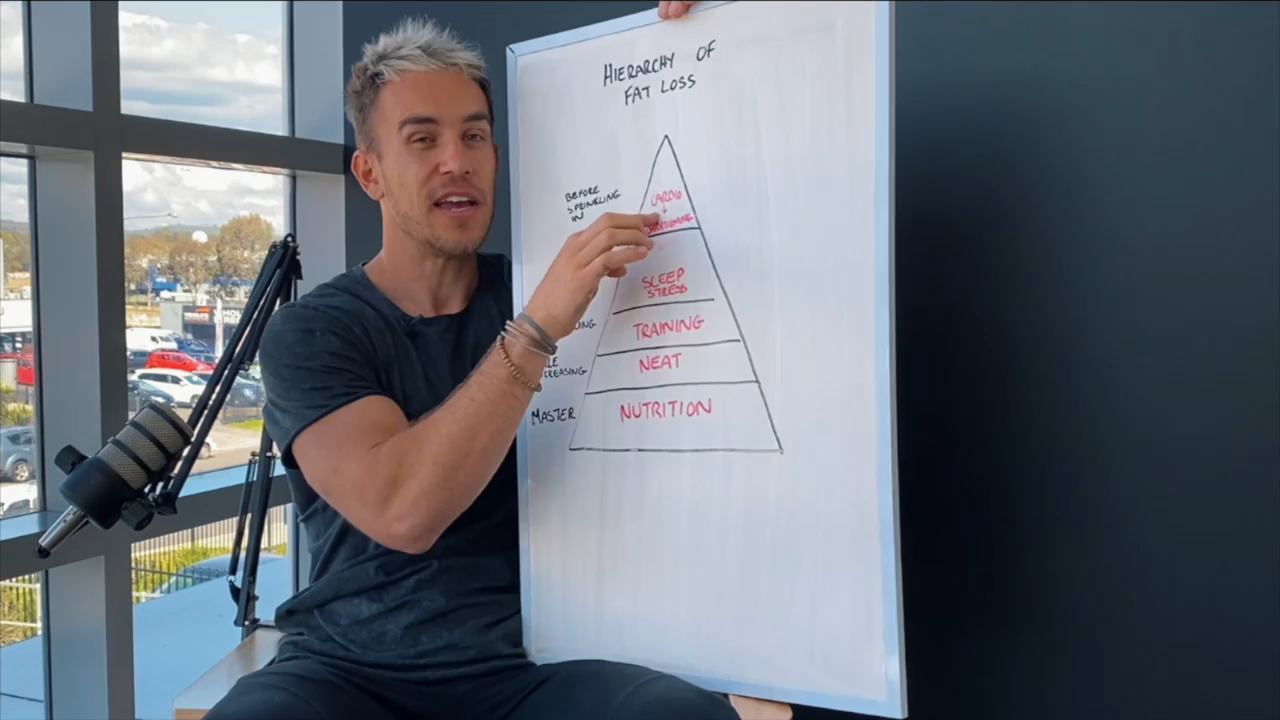 HIERARCHY OF
FAT LOSS
BEFORE
SPRINKLING
IN
CARDIO
SLEEP
STRESS
TRAINING
NEAT
MASTER
NUTRITION